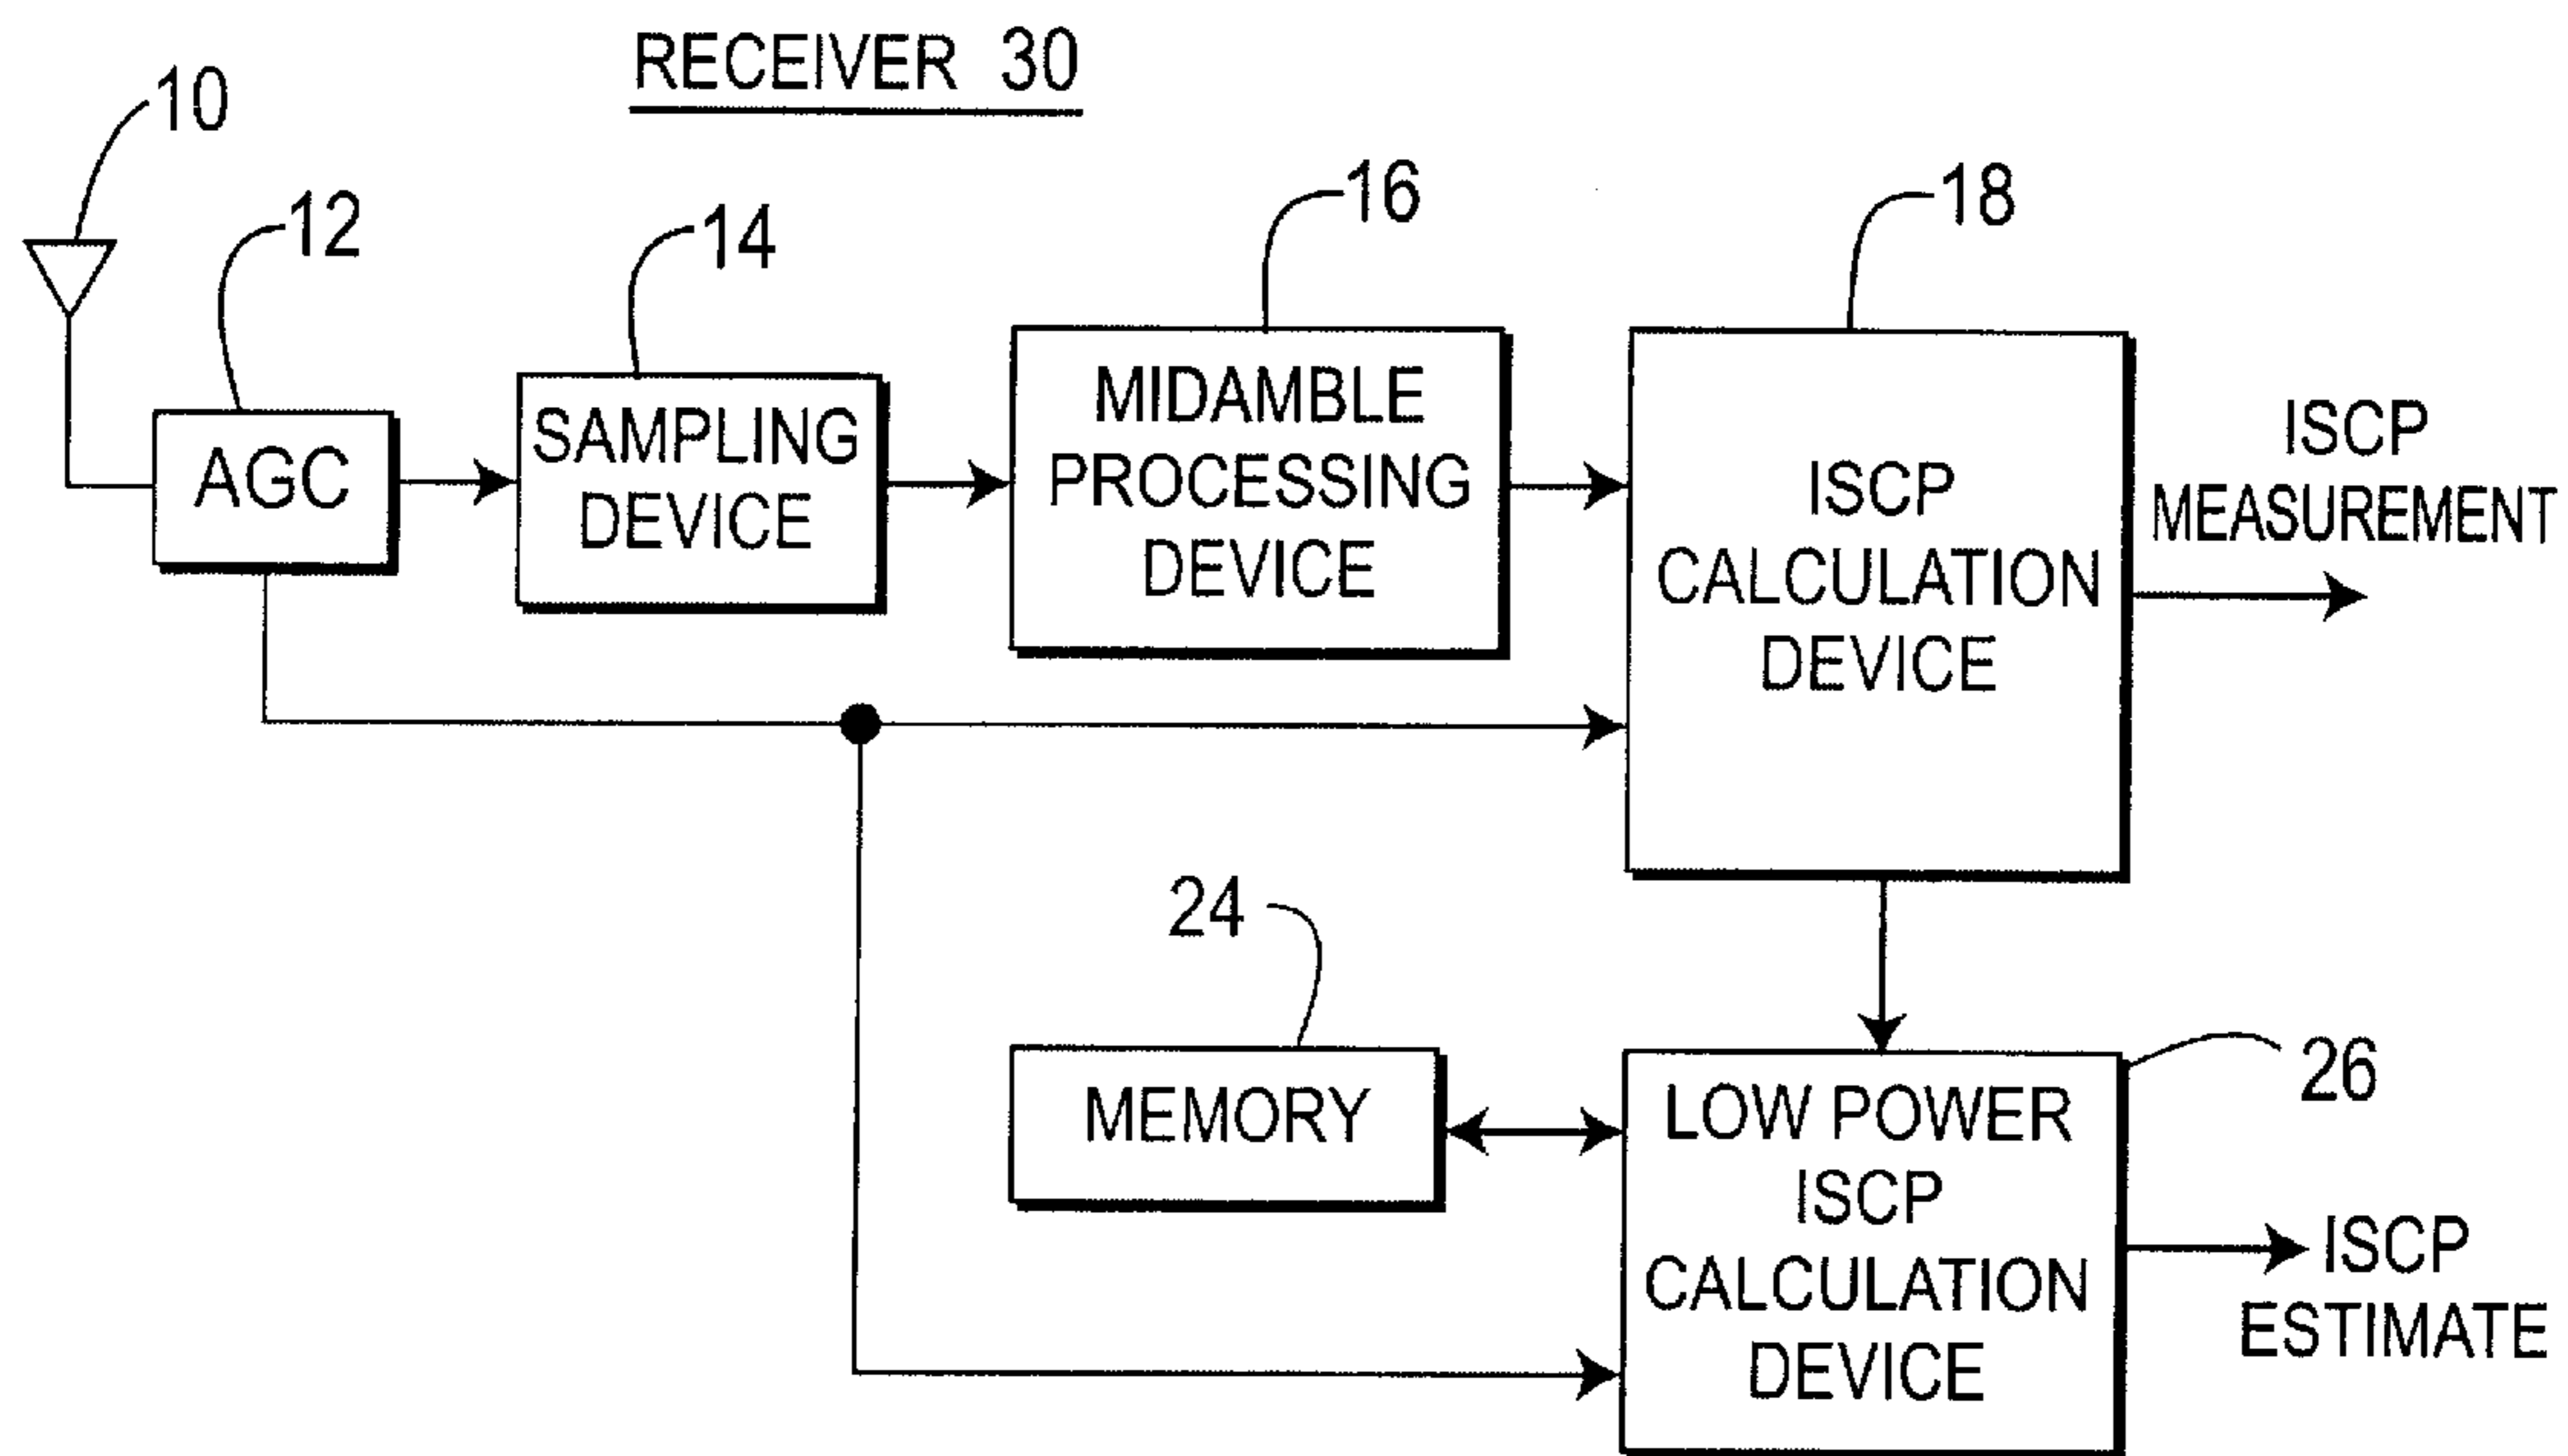 RECEIVER 30
10
12
14
16
18
AGC
SAMPLING
DEVICE
MIDAMBLE
PROCESSING
DEVICE
ISCP
CALCULATION
DEVICE
ISCP
MEASUREMENT
24
MEMORY
26
LOW POWER
ISCP
CALCULATION
DEVICE
ISCP
ESTIMATE